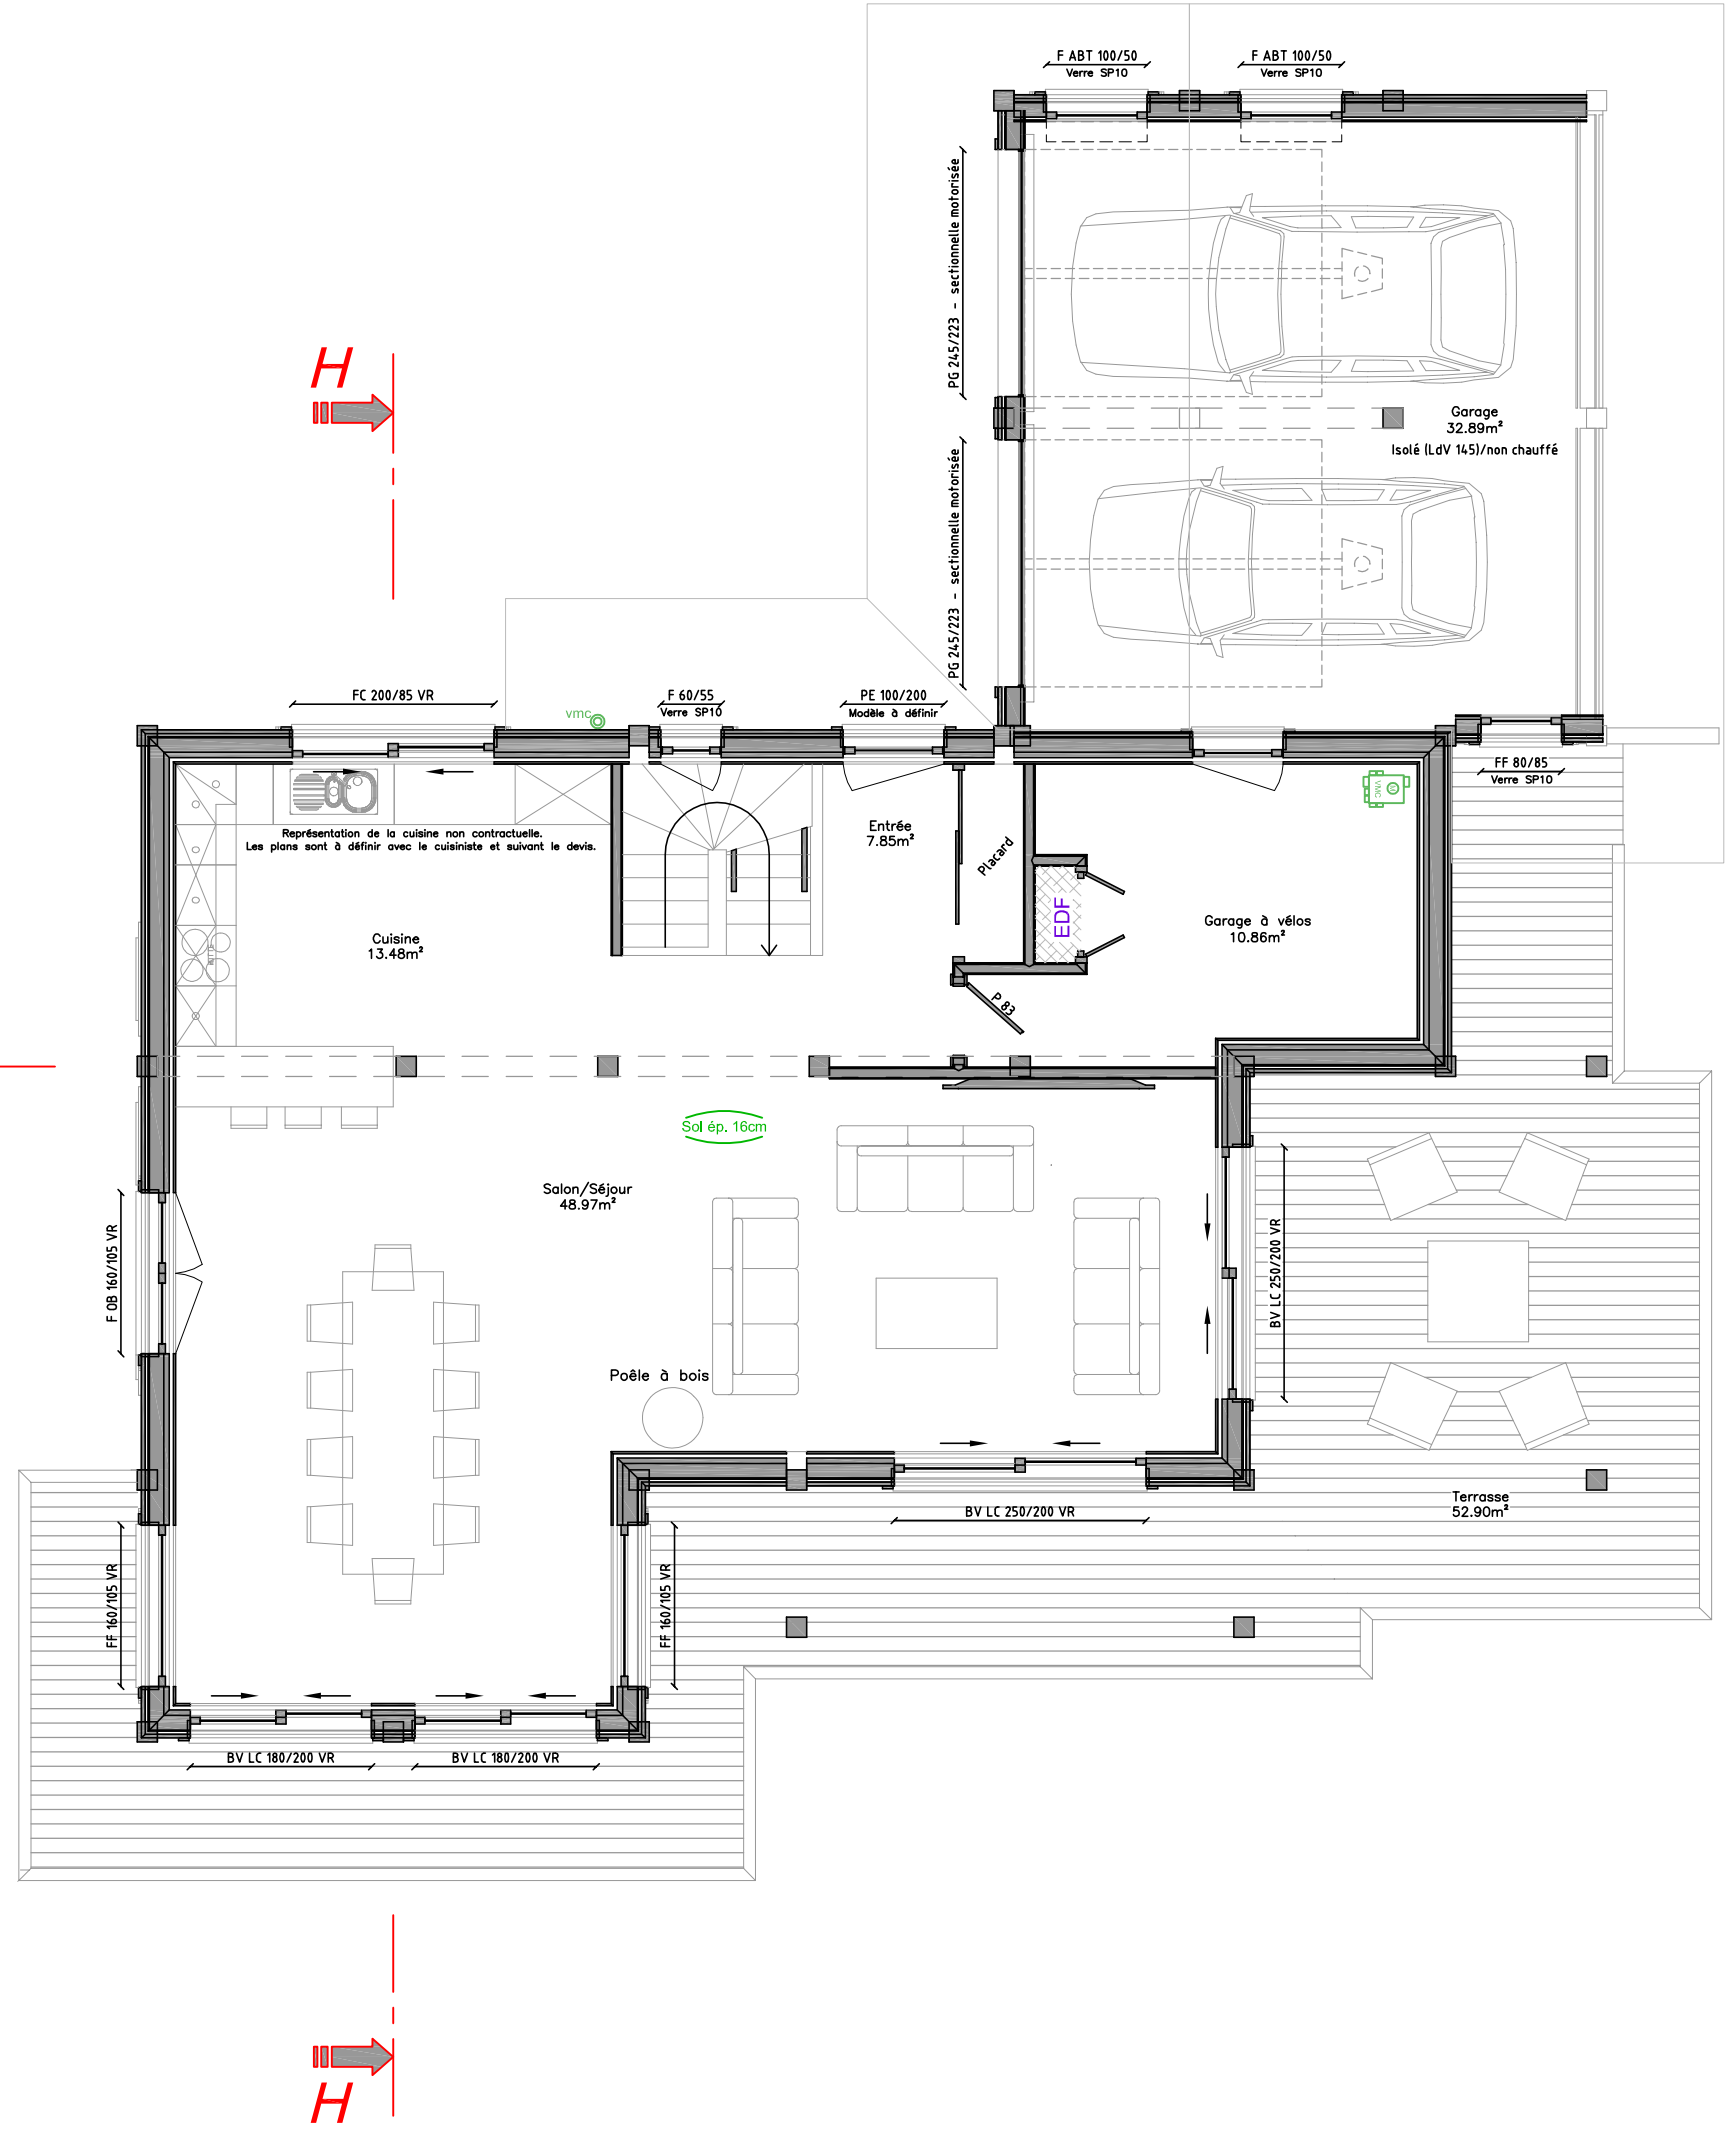 F ABT 100/50
Verre SP10
F ABT 100/50
Verre SP10
PG 245/223 - sectionnelle motorisée
H
Garage
32.89m²
Isolé (LdV 145)/non chauffé
PG 245/223 - sectionnelle motorisée
FC 200/85 VR
vmc
F 60/55
Verre SP10
PE 100/200
Modèle à définir
FF 80/85
Verre SP10
VMC
Représentation de la cuisine non contractuelle.
Les plans sont à définir avec le cuisiniste et suivant le devis.
Entrée
7.85m²
Placard
EDF
Garage à vélos
10.86m²
Cuisine
13.48m²
P 83
Sol ép. 16cm
Salon/Séjour
48.97m²
F OB 160/105 VR
BV LC 250/200 VR
Poêle à bois
Terrasse
52.90m²
BV LC 250/200 VR
FF 160/105 VR
FF 160/105 VR
BV LC 180/200 VR
BV LC 180/200 VR
H